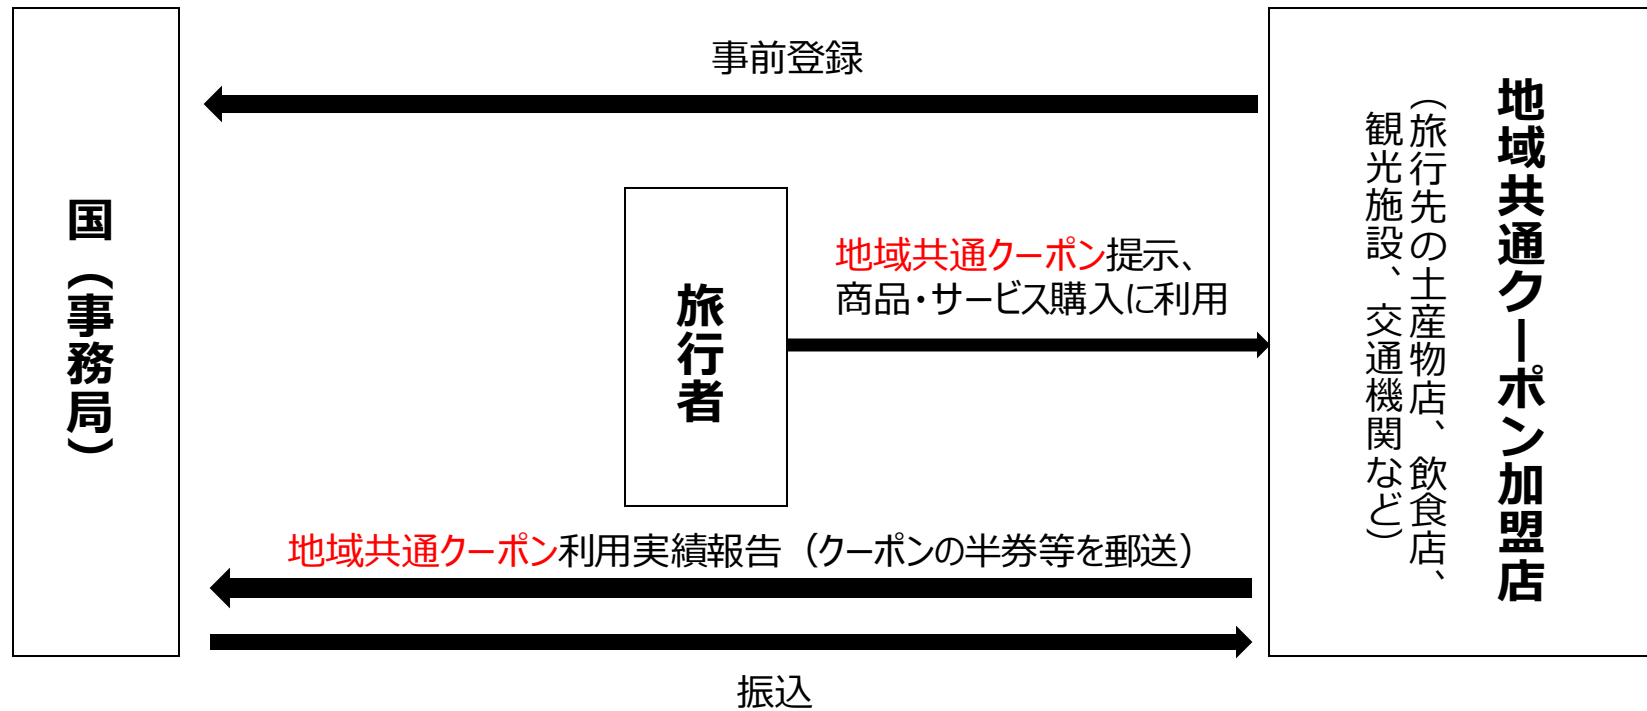 事前登録
国（事務局）
旅行者
地域共通クーポン提示、
商品・サービス購入に利用
地域共通クーポン加盟店
（旅行先の土産物店、飲食店、
観光施設、交通機関など）
地域共通クーポン利用実績報告（クーポンの半券等を郵送）
振込